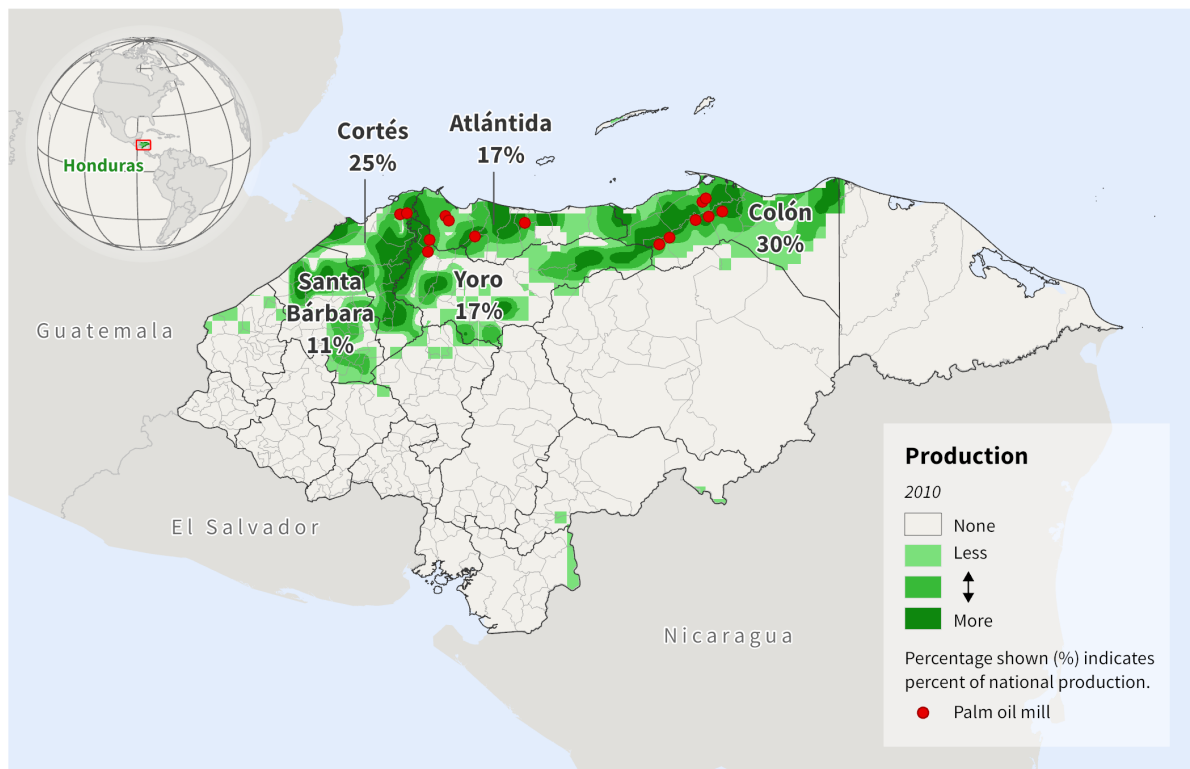 Honduras
Cortés
25%
Atlántida
17%
Colón
30%
Santa
Bárbara
11%
Yoro
17%
Guatemala
El Salvador
Nicaragua
Production
2010
None
Less
More
Percentage shown (%) indicates
percent of national production.
Palm oil mill